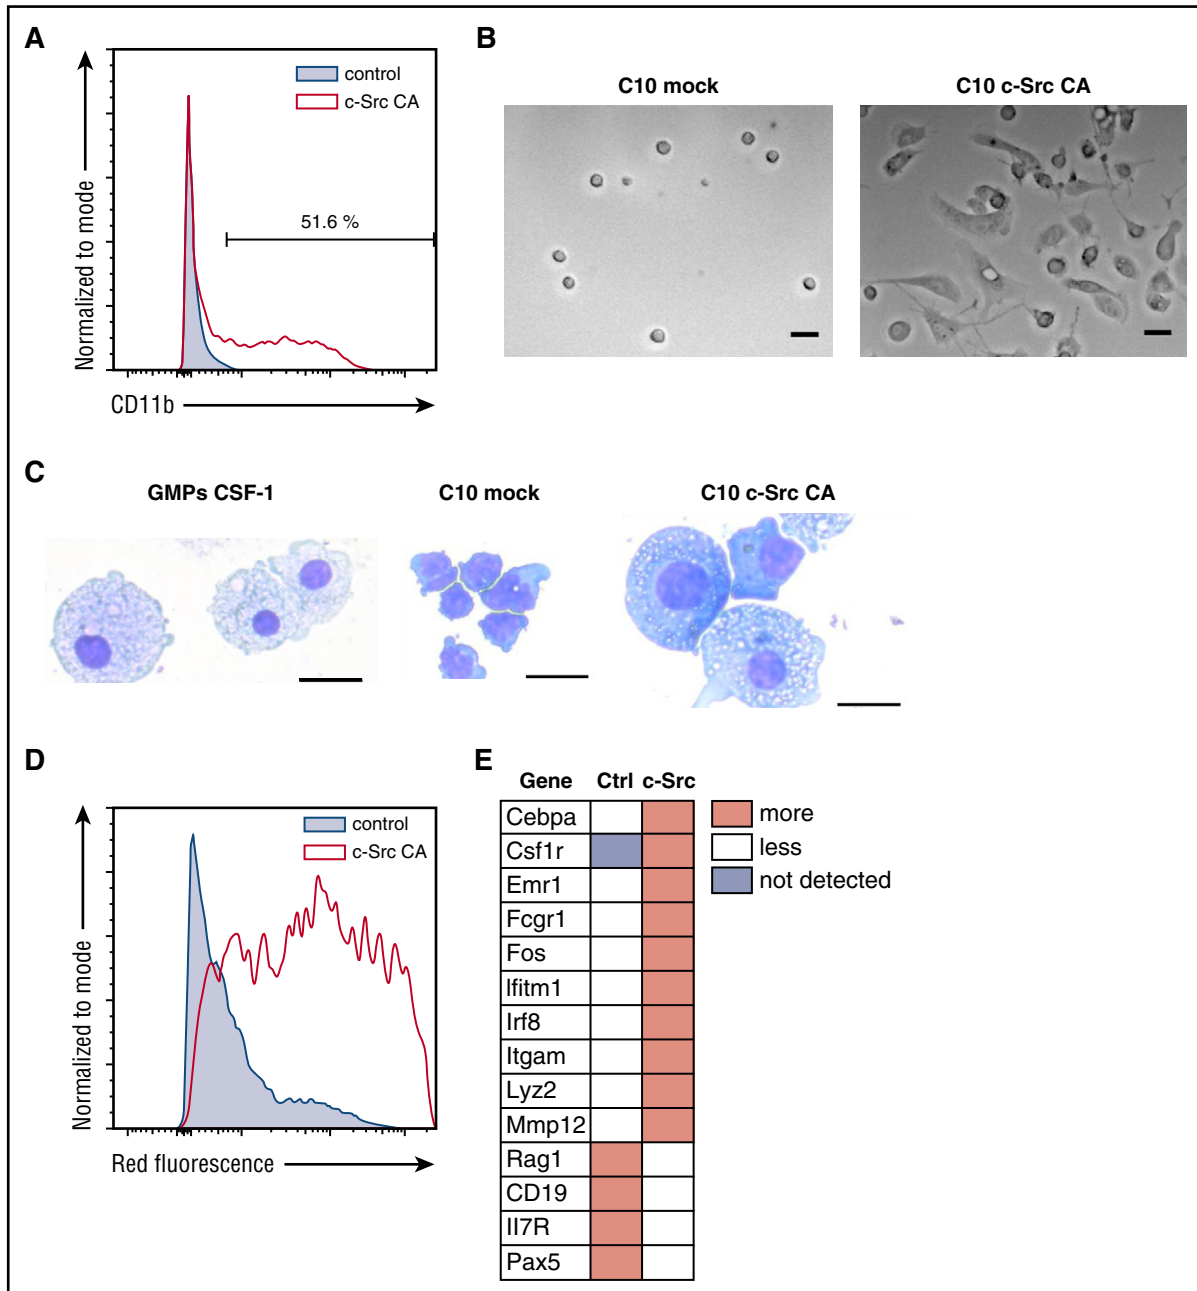 A
control
c-Src CA
51.6 %
Normalized to mode
CD11b
B
C10 mock
C10 c-Src CA
C
GMPs CSF-1
C10 mock
C10 c-Src CA
D
control
c-Src CA
Normalized to mode
Red fluorescence
E
Gene Ctrl c-Src
Cebpa
Csf1r
Emr1
Fcgr1
Fos
Ifitm1
Irf8
Itgam
Lyz2
Mmp12
Rag1
CD19
Il7R
Pax5
more
less
not detected